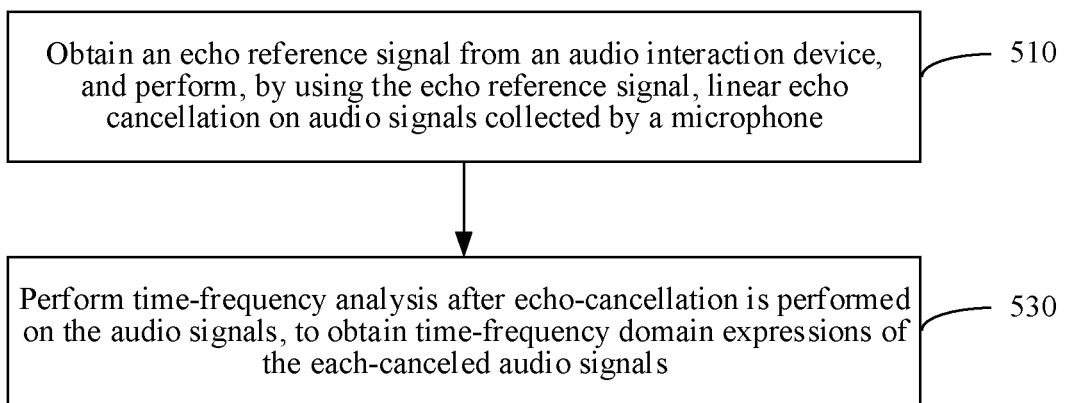 Obtain an echo reference signal from an audio interaction device,
and perform, by using the echo reference signal, linear echo
cancellation on audio signals collected by a microphone
510
Perform time-frequency analysis after echo-cancellation is performed
on the audio signals, to obtain time-frequency domain expressions of
the each-canceled audio signals
530